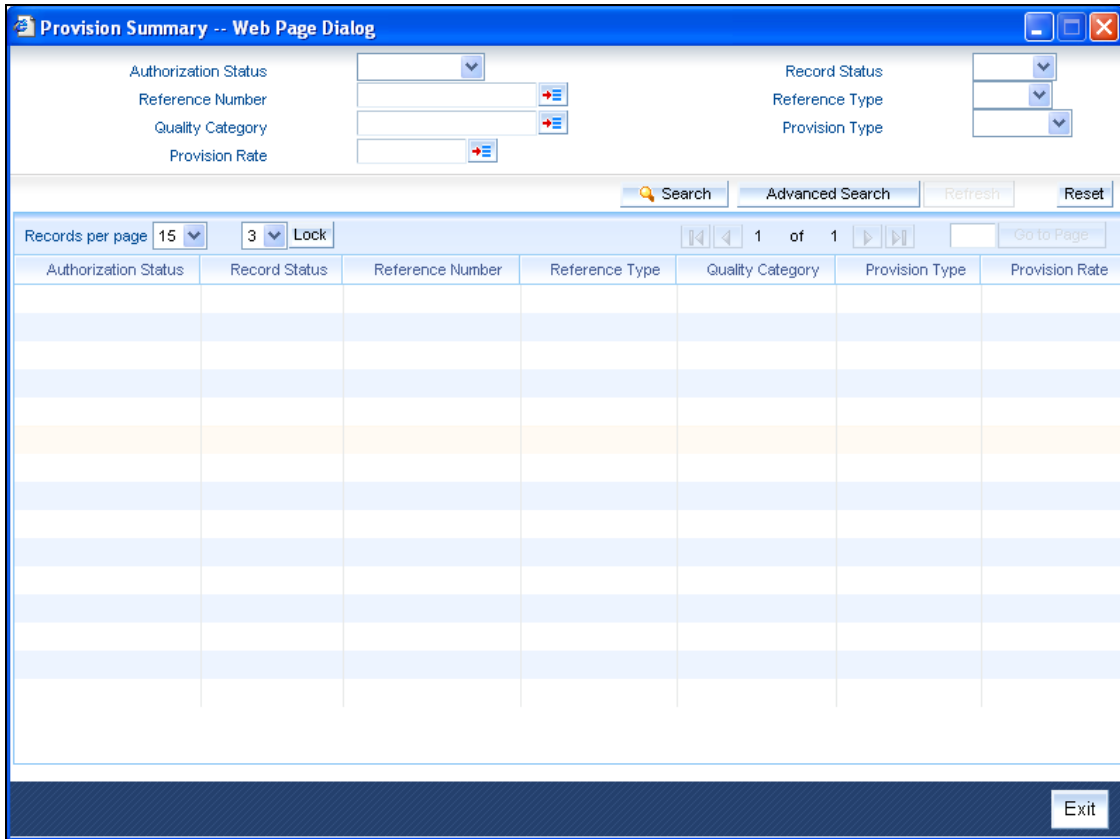 Provision Summary -- Web Page Dialog
Authorization Status Record Status
Reference Number Reference Type
Quality Category Provision Type
Provision Rate
Search Advanced Search Refresh Reset
Records per page 15 3 Lock 1 of 1 Go to Page
Authorization Status Record Status Reference Number Reference Type Quality Category Provision Type Provision Rate
Exit